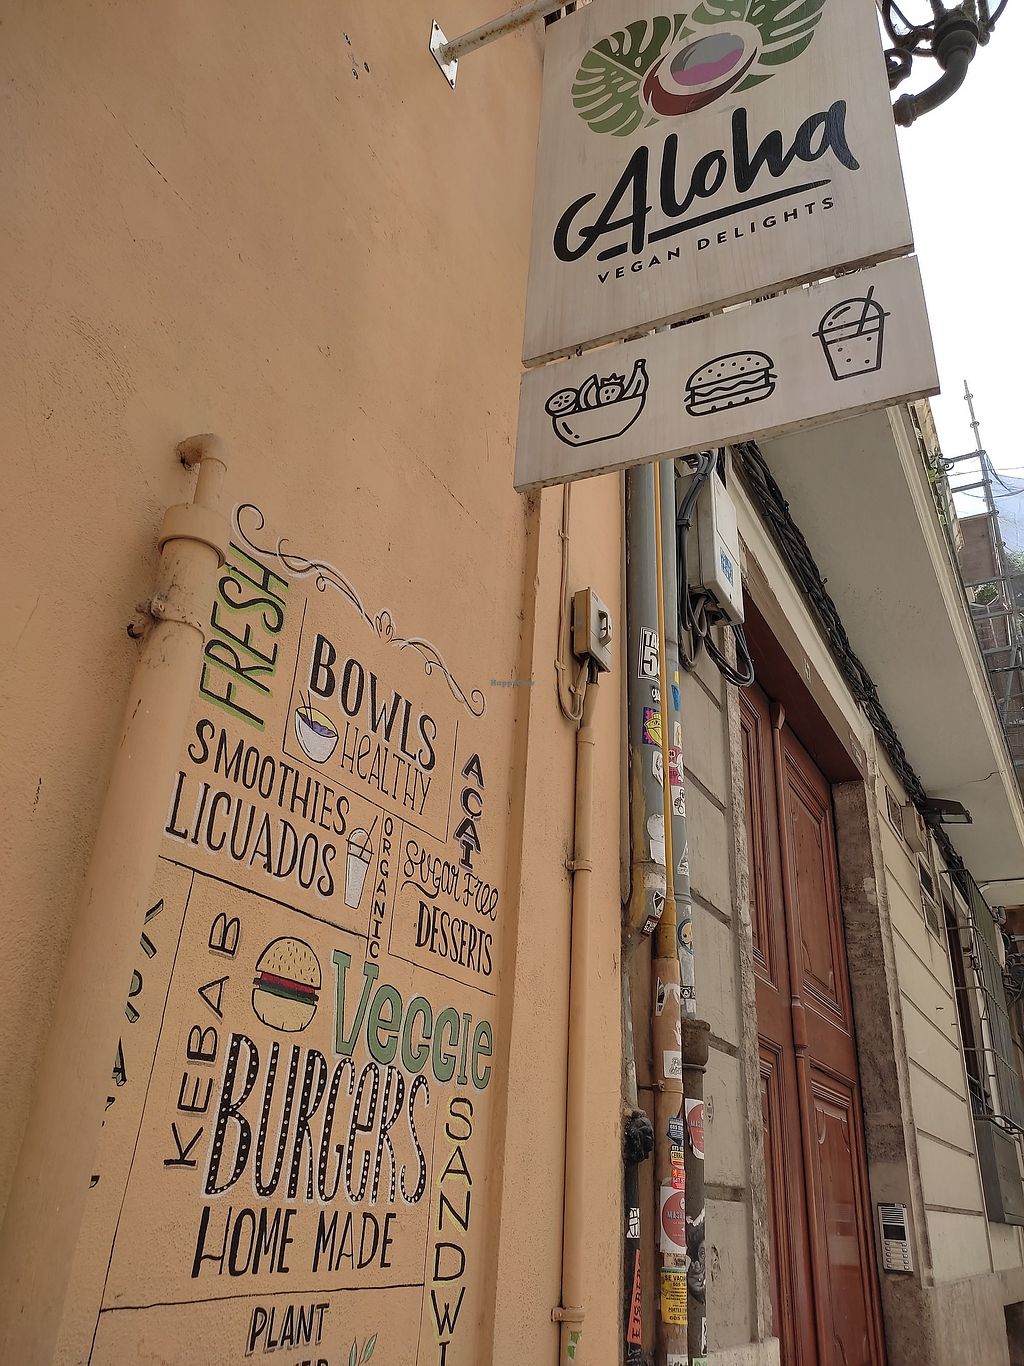 Aloha
VEGAN DELIGHTS
FRESH
BOWLS
HEALTHY
ACAI
SMOOTHIES
LICUADOS
ORGANIC
Sugar Free
DESSERTS
KEBAB
Veggie
BURGERS
HOME MADE
SANDWI
PLANT